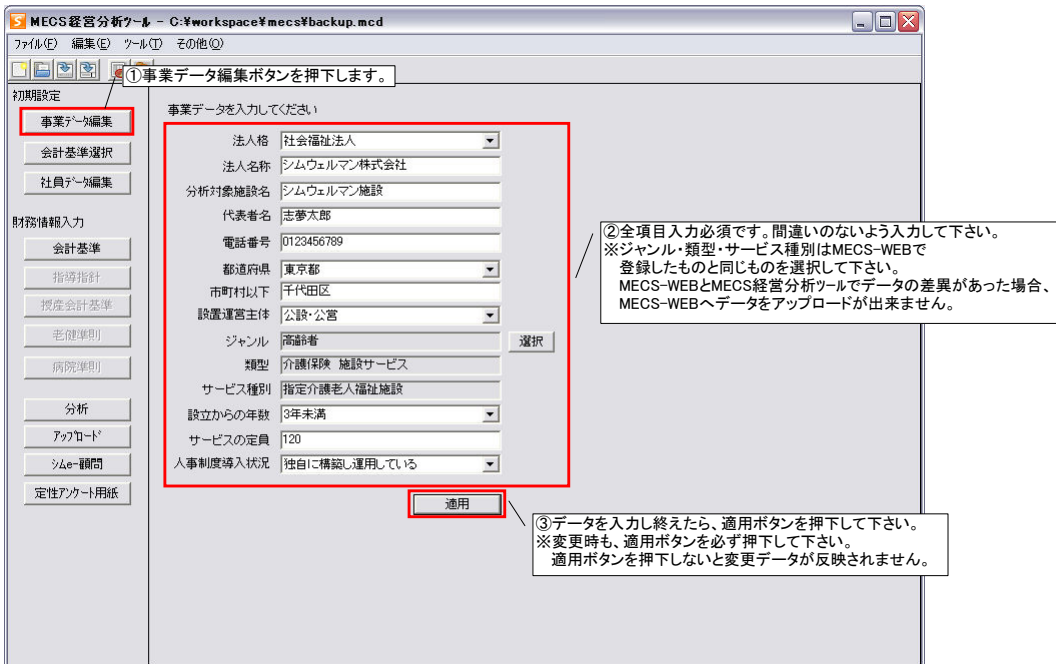 MECS経営分析ツール - C:¥workspace¥mecs¥backup.mcd
ファイル(F) 編集(E) ツール(T) その他(O)
①事業データ編集ボタンを押下します。
初期設定
事業データ編集
会計基準選択
社員データ編集
財務情報入力
会計基準
指導指針
授産会計基準
老健準則
病院準則
分析
アップロード
シムe-顧問
定性アンケート用紙
事業データを入力してください
法人格 社会福祉法人
法人名称 シムウェルマン株式会社
分析対象施設名 シムウェルマン施設
代表者名 志夢太郎
電話番号 0123456789
都道府県 東京都
市町村以下 千代田区
設置運営主体 公設・公営
ジャンル 高齢者 選択
類型 介護保険 施設サービス
サービス種別 指定介護老人福祉施設
設立からの年数 3年未満
サービスの定員 120
人事制度導入状況 独自に構築し運用している
適用
②全項目入力必須です。間違いのないよう入力して下さい。
※ジャンル・類型・サービス種別はMECS-WEBで
登録したものと同じものを選択して下さい。
MECS-WEBとMECS経営分析ツールでデータの差異があった場合、
MECS-WEBへデータをアップロードが出来ません。
③データを入力し終えたら、適用ボタンを押下して下さい。
※変更時も、適用ボタンを必ず押下して下さい。
適用ボタンを押下しないと変更データが反映されません。